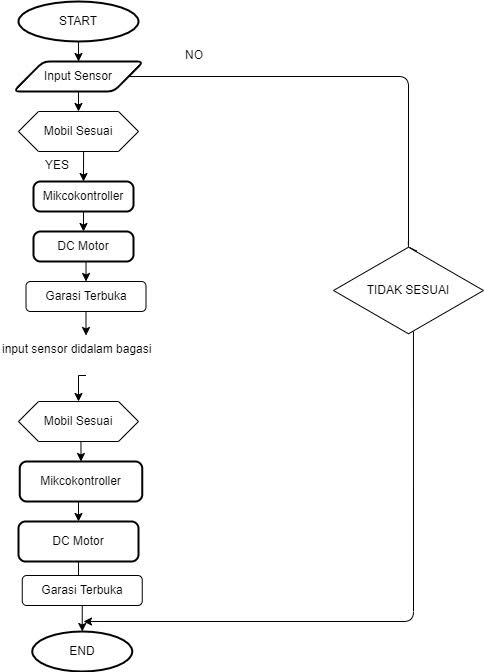 START
NO
Input Sensor
Mobil Sesuai
YES
Mikcokontroller
DC Motor
Garasi Terbuka
TIDAK SESUAI
input sensor didalam bagasi
Mobil Sesuai
Mikcokontroller
DC Motor
Garasi Terbuka
END